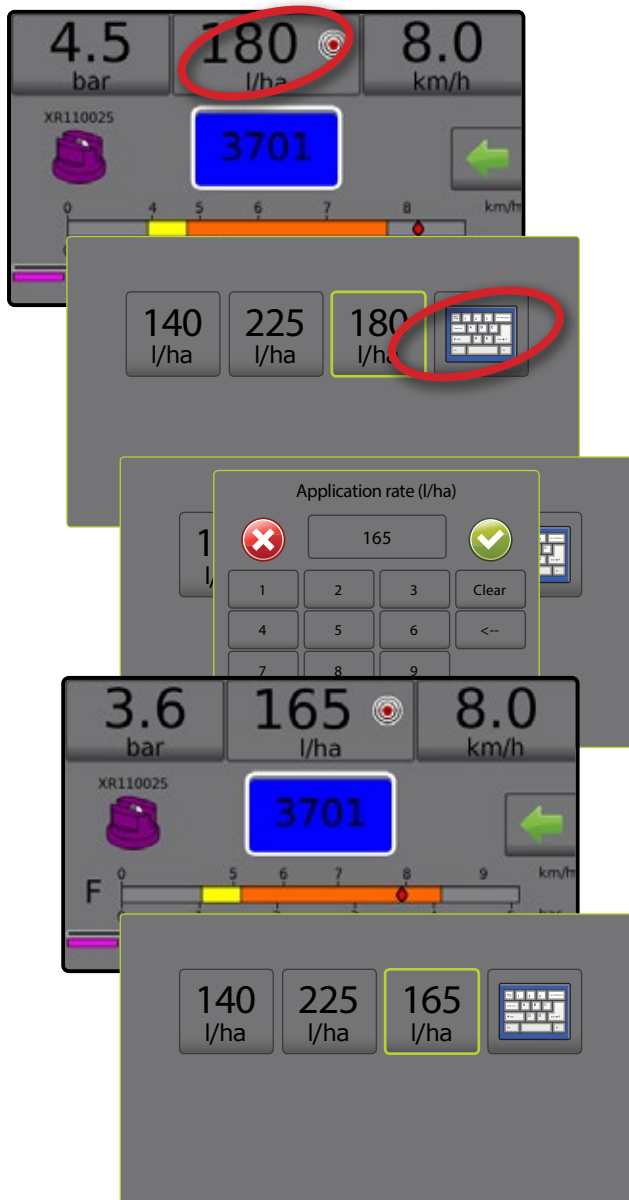 4.5 180 8.0
bar l/ha km/h
XR110025
3701
0 4 5 6 7 8 km/h
140 225 180
l/ha l/ha l/ha
Application rate (l/ha)
165
1 2 3 Clear
4 5 6 <--
7 8 9
3.6 165 8.0
bar l/ha km/h
XR110025
3701
0 5 6 7 8 9 km/h
F
140 225 165
l/ha l/ha l/ha